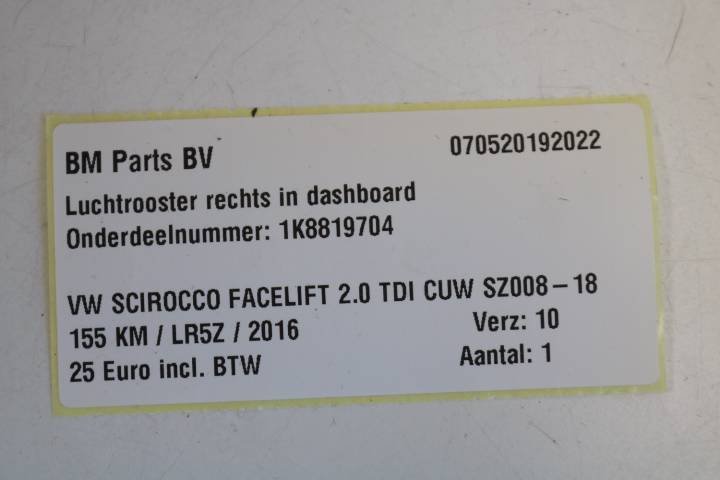 BM Parts BV 070520192022
Luchtrooster rechts in dashboard
Onderdeelnummer: 1K8819704
VW SCIROCCO FACELIFT 2.0 TDI CUW SZ008-18
155 KM / LR5Z / 2016 Verz: 10
25 Euro incl. BTW Aantal: 1